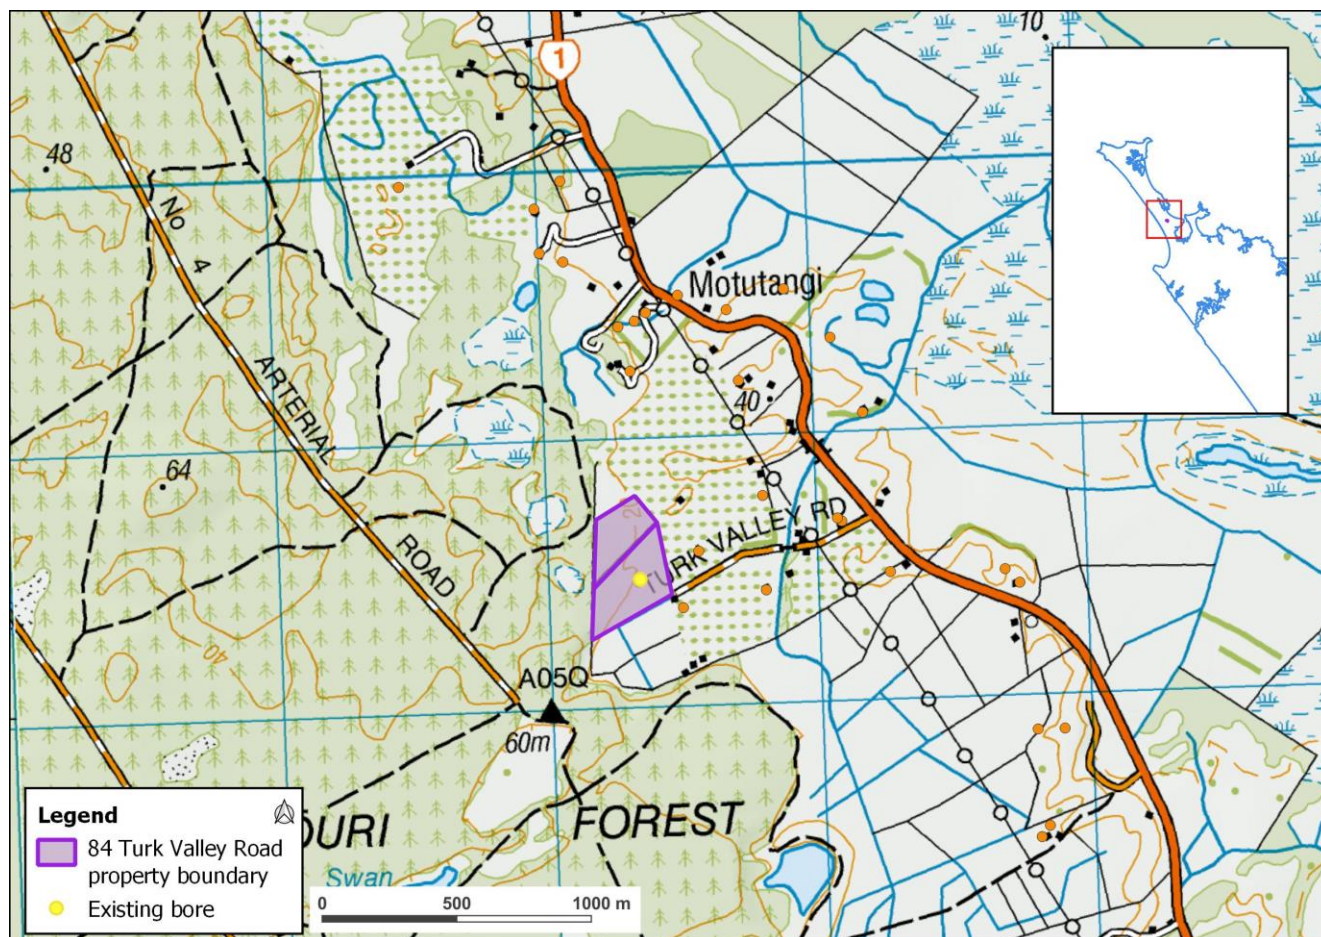 10
1
48
No 4
Motutangi
ARTERIAL
40
64
TURK VALLEY RD
ROAD
40
A05Q
60m
OURI FOREST
Swan
Legend
84 Turk Valley Road
property boundary
Existing bore
0 500 1000 m